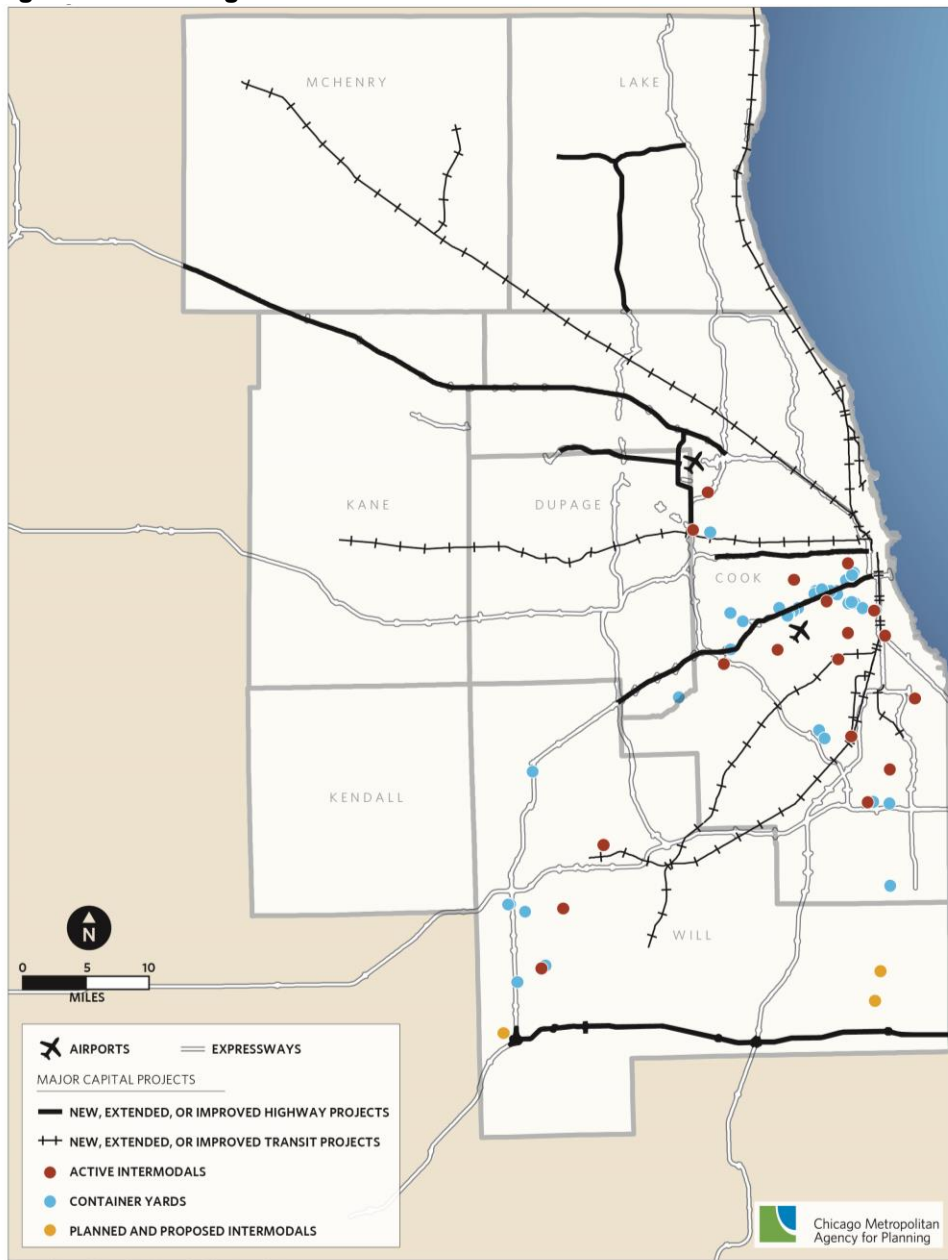 MCHENRY
LAKE
KANE
DUPAGE
COOK
KENDALL
WILL
N
0 5 10
MILES
AIRPORTS
EXPRESSWAYS
MAJOR CAPITAL PROJECTS
NEW, EXTENDED, OR IMPROVED HIGHWAY PROJECTS
NEW, EXTENDED, OR IMPROVED TRANSIT PROJECTS
ACTIVE INTERMODALS
CONTAINER YARDS
PLANNED AND PROPOSED INTERMODALS
Chicago Metropolitan
Agency for Planning